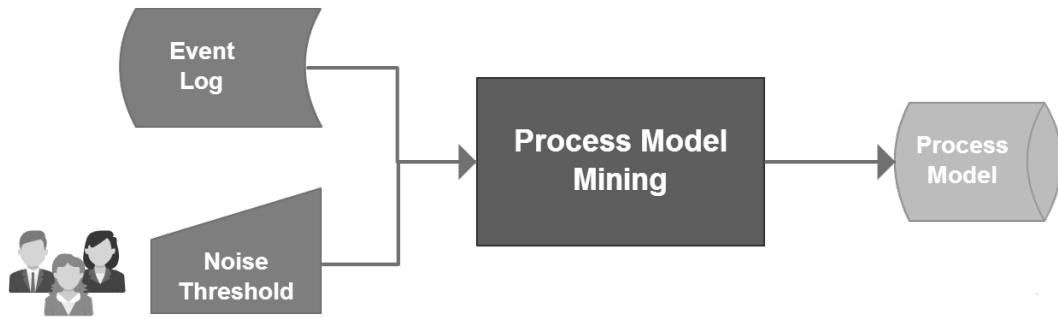 Event
Log
Process Model
Mining
Process
Model
Noise
Threshold